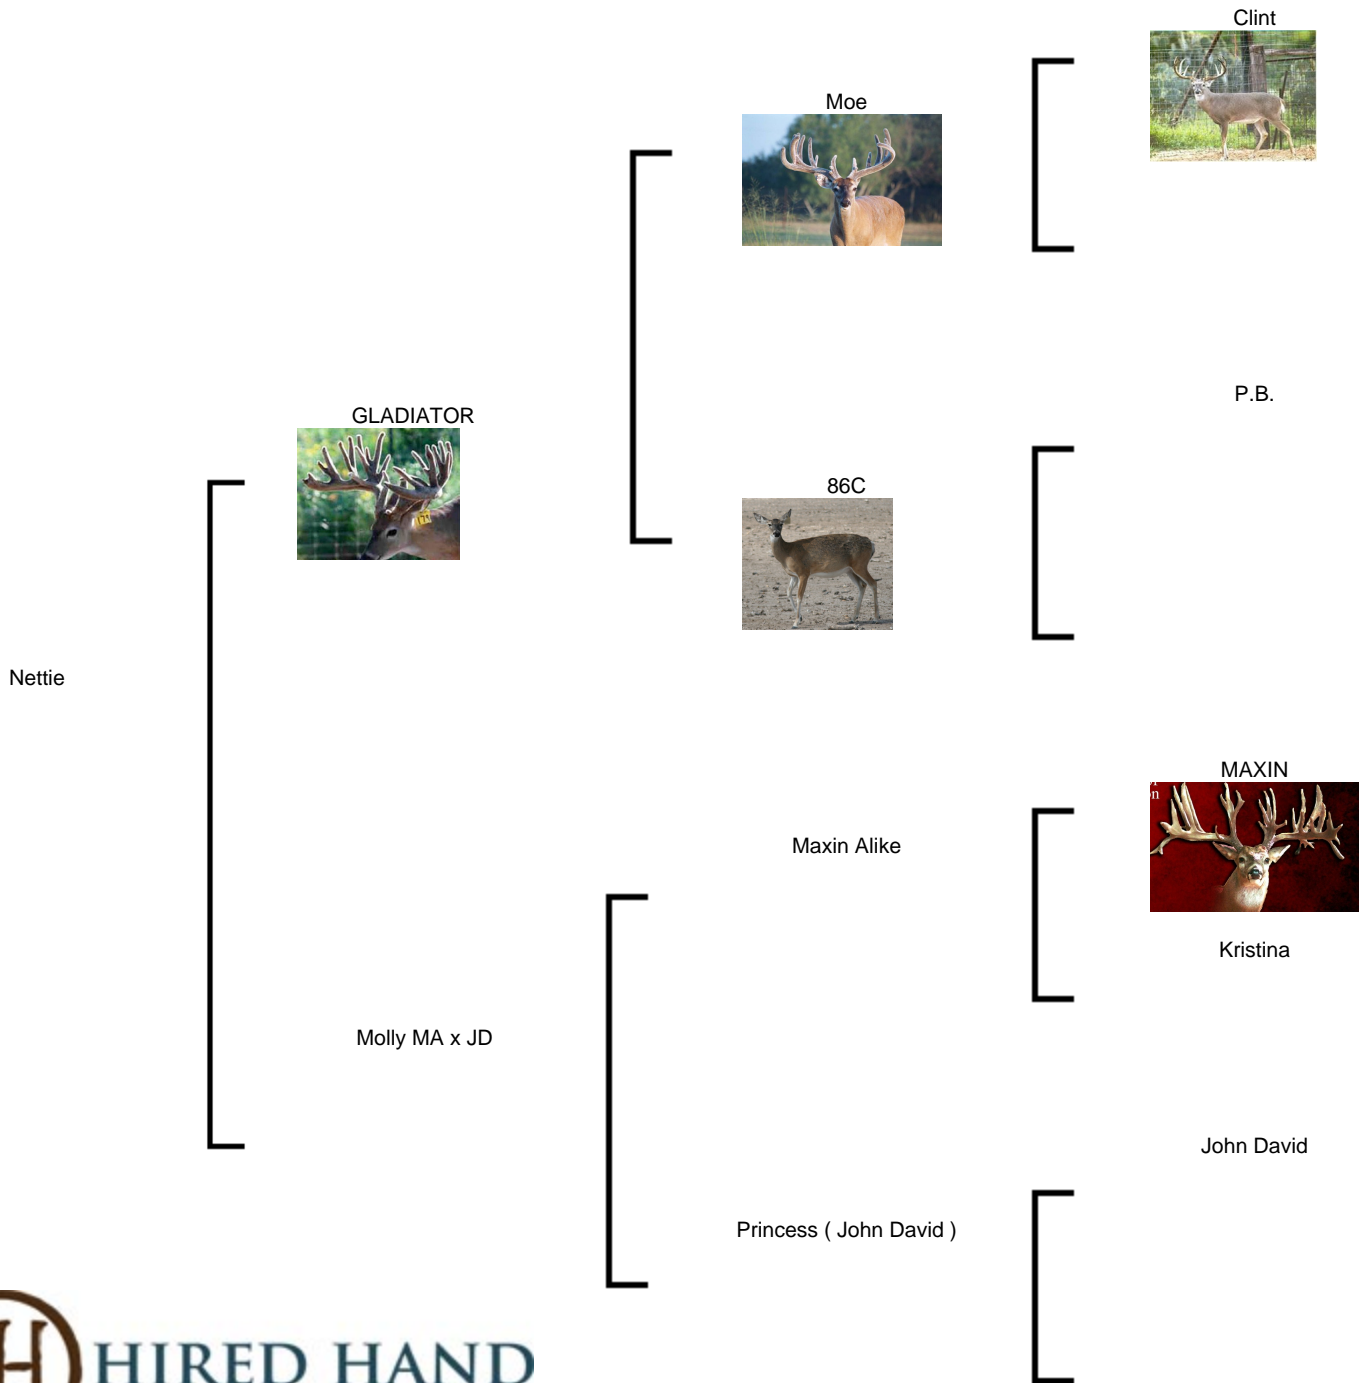 Clint
Moe
P.B.
GLADIATOR
86C
Nettie
MAXIN
on
Maxin Alike
Kristina
Molly MA x JD
John David
Princess ( John David )
H HIRED HAND